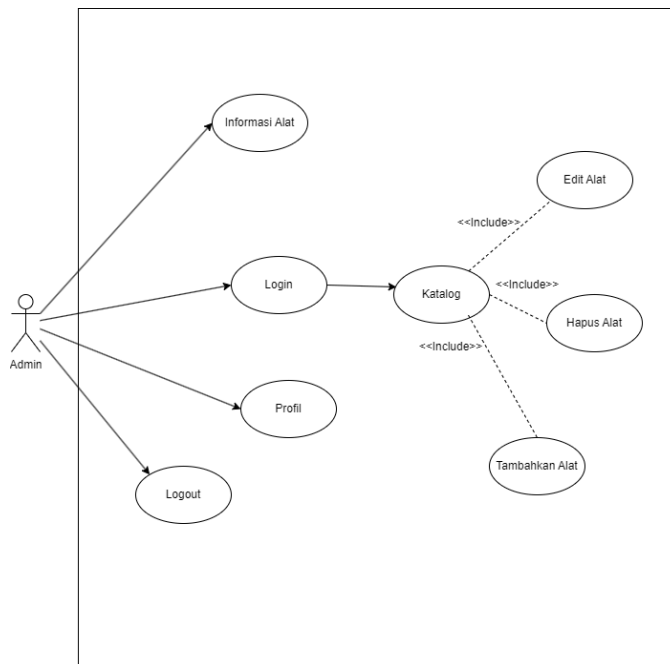 Informasi Alat
Edit Alat
<<Include>>
Login
Katalog
<<Include>>
Hapus Alat
<<Include>>
Admin
Profil
Tambahkan Alat
Logout